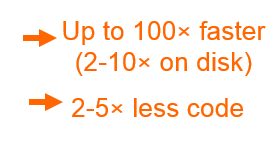 Up to 100× faster
(2-10× on disk)
2-5× less code